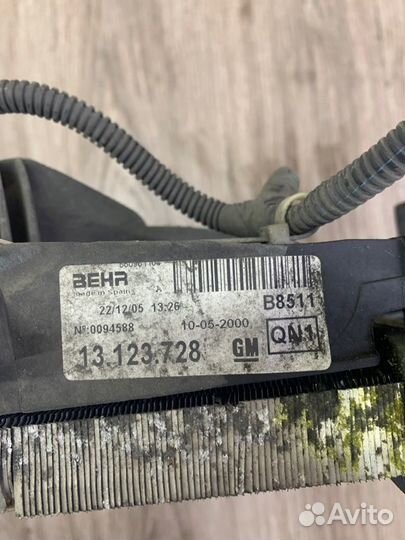 BEHR
made in Spain A
22/12/05 13:26
B8511
Nº:0094588
10-05-2000
13.123.728
GM
QN1
Avito